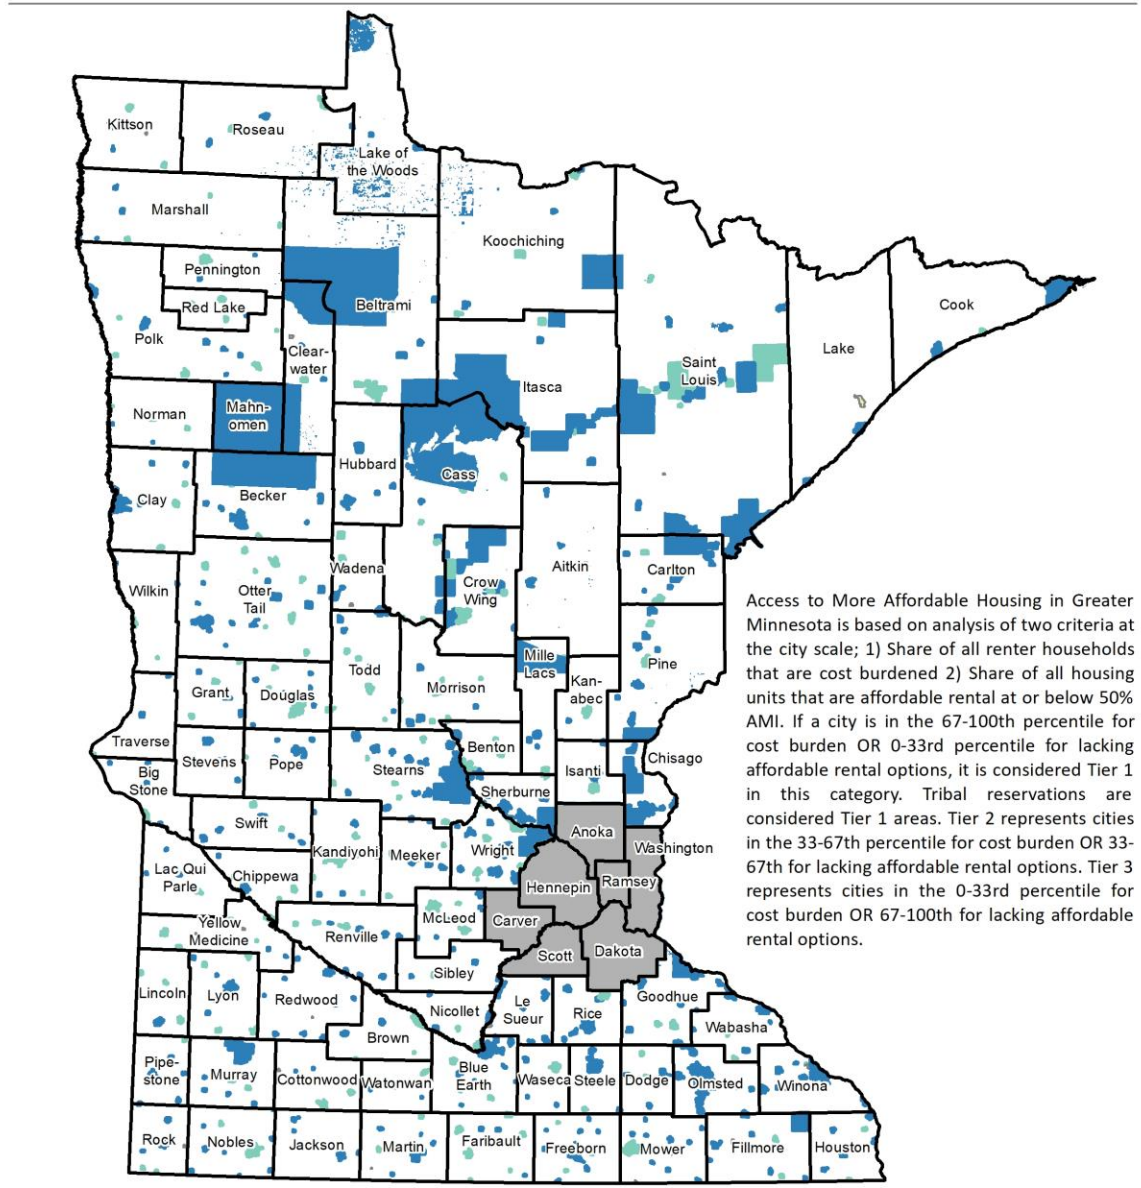 Kittson
Roseau
Lake of
the Woods
Marshall
Koochiching
Pennington
Red Lake
Beltrami
Cook
Polk
Clear-
water
Lake
Saint
Louis
Itasca
Norman
Mahn-
omen
Hubbard
Cass
Clay
Becker
Wadena
Aitkin
Carlton
Wilkin
Otter
Tail
Crow
Wing
Access to More Affordable Housing in Greater
Minnesota is based on analysis of two criteria at
the city scale; 1) Share of all renter households
that are cost burdened 2) Share of all housing
units that are affordable rental at or below 50%
AMI. If a city is in the 67-100th percentile for
cost burden OR 0-33rd percentile for lacking
affordable rental options, it is considered Tier 1
in this category. Tribal reservations are
considered Tier 1 areas. Tier 2 represents cities
in the 33-67th percentile for cost burden OR 33-
67th for lacking affordable rental options. Tier 3
represents cities in the 0-33rd percentile for
cost burden OR 67-100th for lacking affordable
rental options.
Mille
Lacs
Pine
Todd
Kan-
abec
Grant
Douglas
Morrison
Traverse
Benton
Chisago
Stevens
Pope
Stearns
Isanti
Big
Stone
Sherburne
Swift
Anoka
Kandiyohi
Meeker
Wright
Washington
Lac Qui
Parle
Chippewa
Hennepin
Ramsey
McLeod
Carver
Yellow
Medicine
Renville
Scott
Dakota
Sibley
Lincoln
Lyon
Redwood
Nicollet
Le
Sueur
Rice
Goodhue
Wabasha
Brown
Pipe-
stone
Murray
Cottonwood
Watonwan
Blue
Earth
Waseca
Steele
Dodge
Olmsted
Winona
Rock
Nobles
Jackson
Martin
Faribault
Freeborn
Mower
Fillmore
Houston